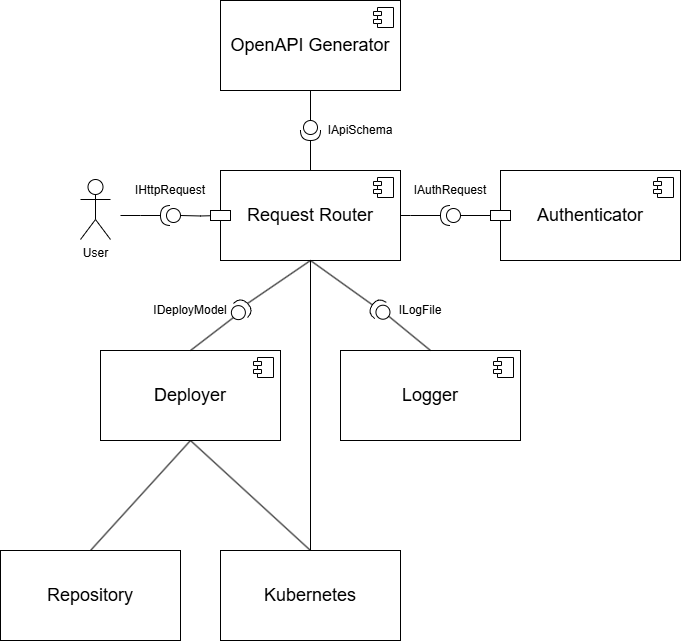 OpenAPI Generator
IApiSchema
IHttpRequest
User
Request Router
IAuthRequest
Authenticator
IDeployModel
ILogFile
Deployer
Logger
Repository
Kubernetes